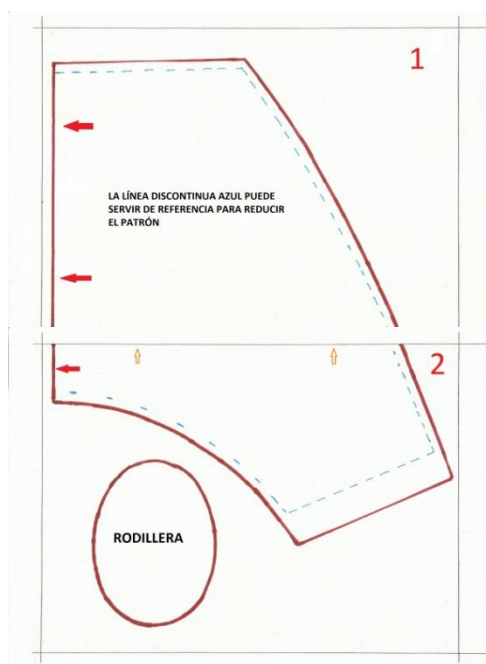 1
LA LÍNEA DISCONTINUA AZUL PUEDE
SERVIR DE REFERENCIA PARA REDUCIR
EL PATRÓN
2
RODILLERA